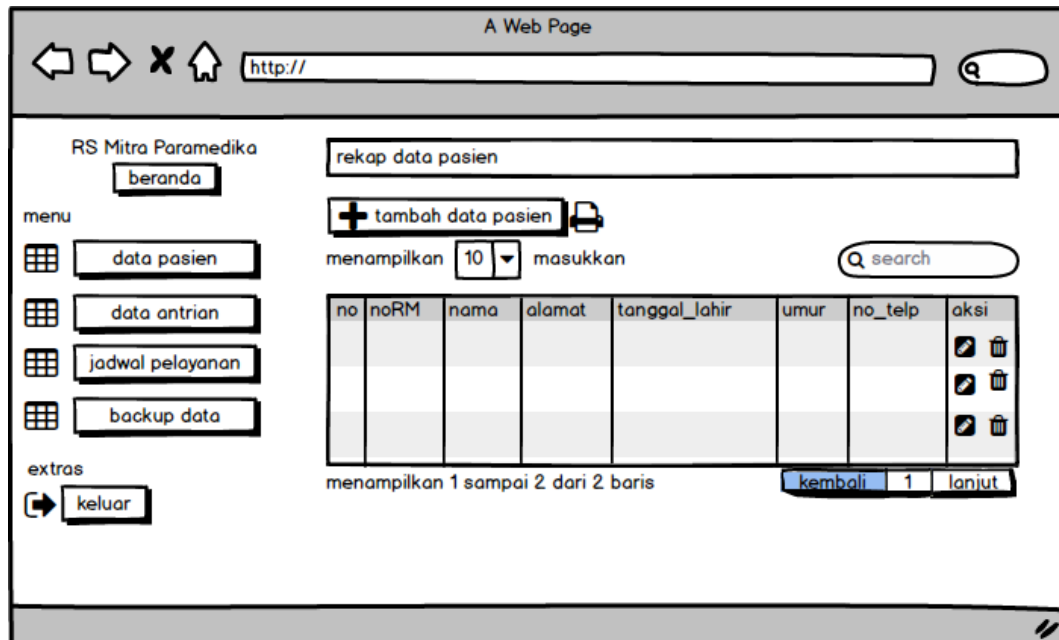 A Web Page
http://
RS Mitra Paramedika
beranda
menu
data pasien
data antrian
jadwal pelayanan
backup data
extras
keluar
rekap data pasien
tambah data pasien
menampilkan 10 masukkan
search
no noRM nama alamat tanggal_lahir umur no_telp aksi
menampilkan 1 sampai 2 dari 2 baris
kembali 1 lanjut